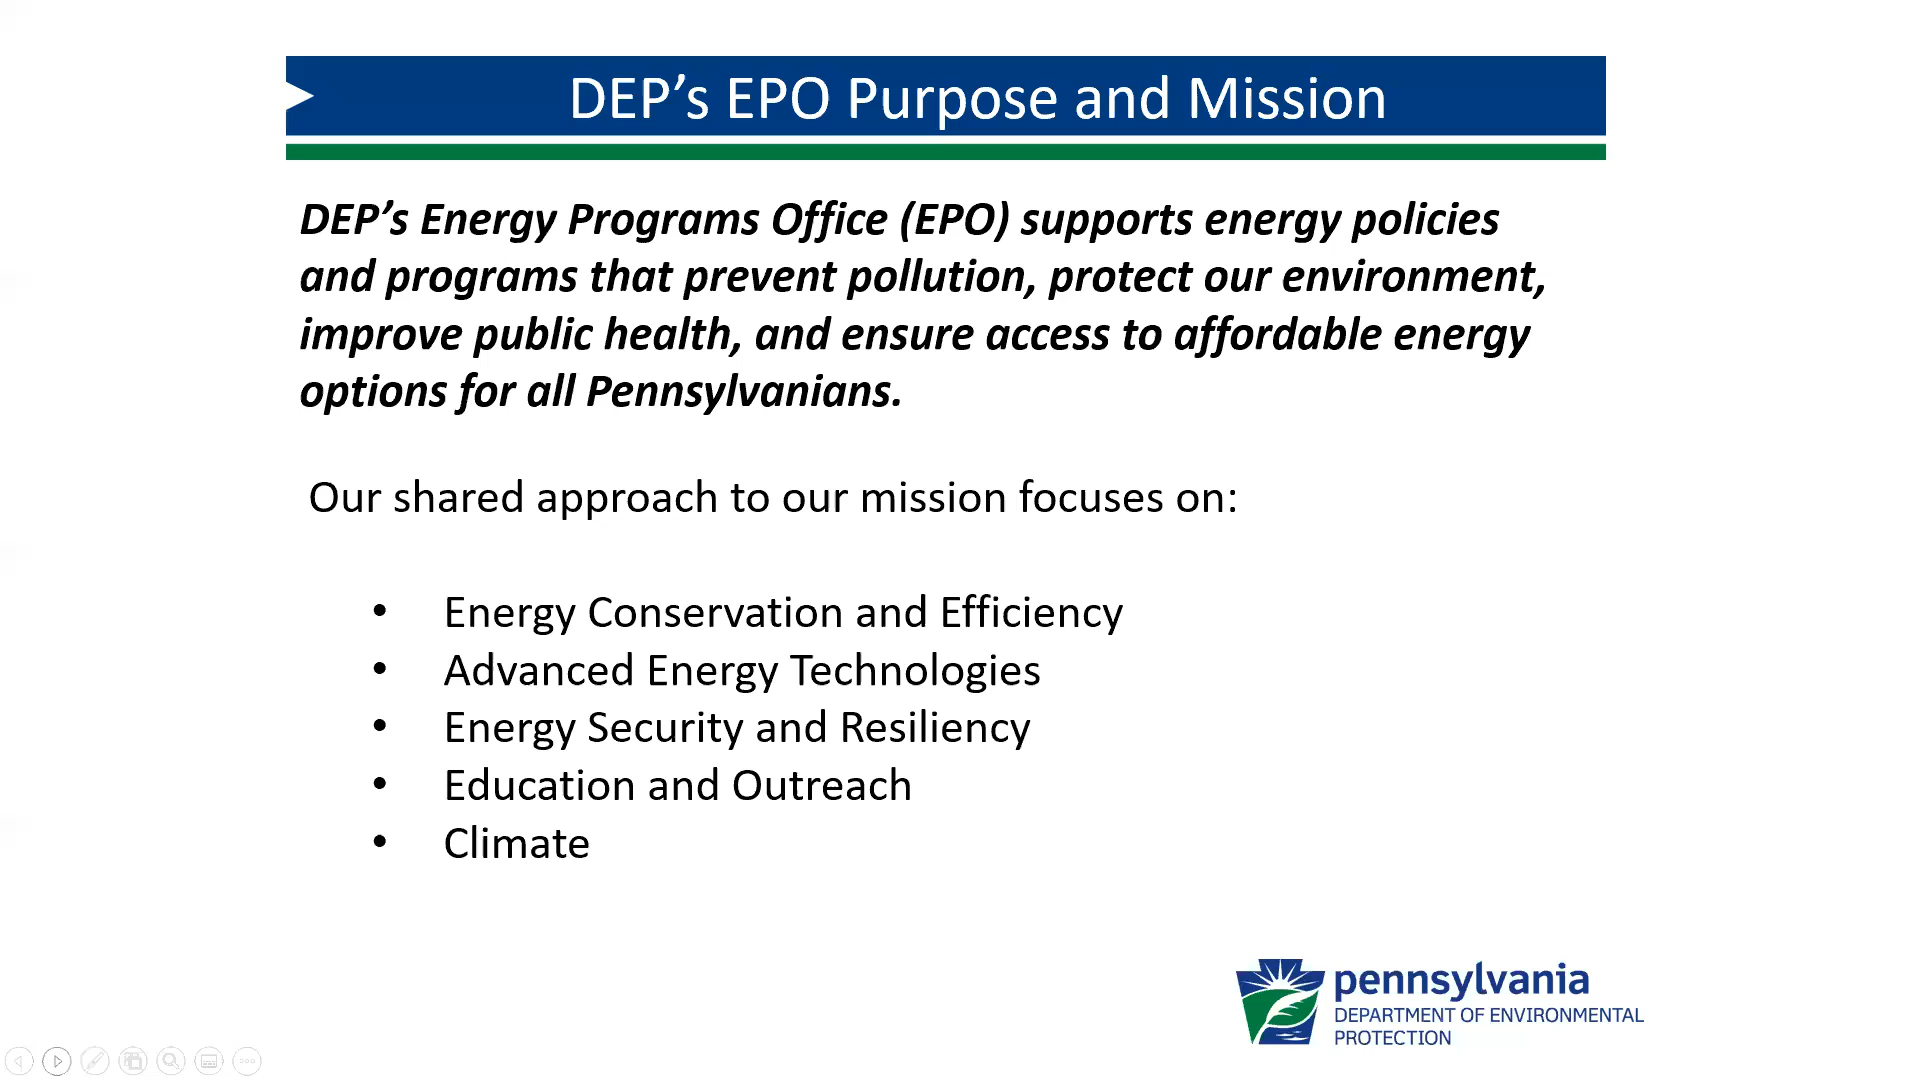 DEP’s EPO Purpose and Mission
DEP’s Energy Programs Office (EPO) supports energy policies
and programs that prevent pollution, protect our environment,
improve public health, and ensure access to affordable energy
options for all Pennsylvanians.
Our shared approach to our mission focuses on:
• Energy Conservation and Efficiency
• Advanced Energy Technologies
• Energy Security and Resiliency
• Education and Outreach
• Climate
pennsylvania
DEPARTMENT OF ENVIRONMENTAL
PROTECTION